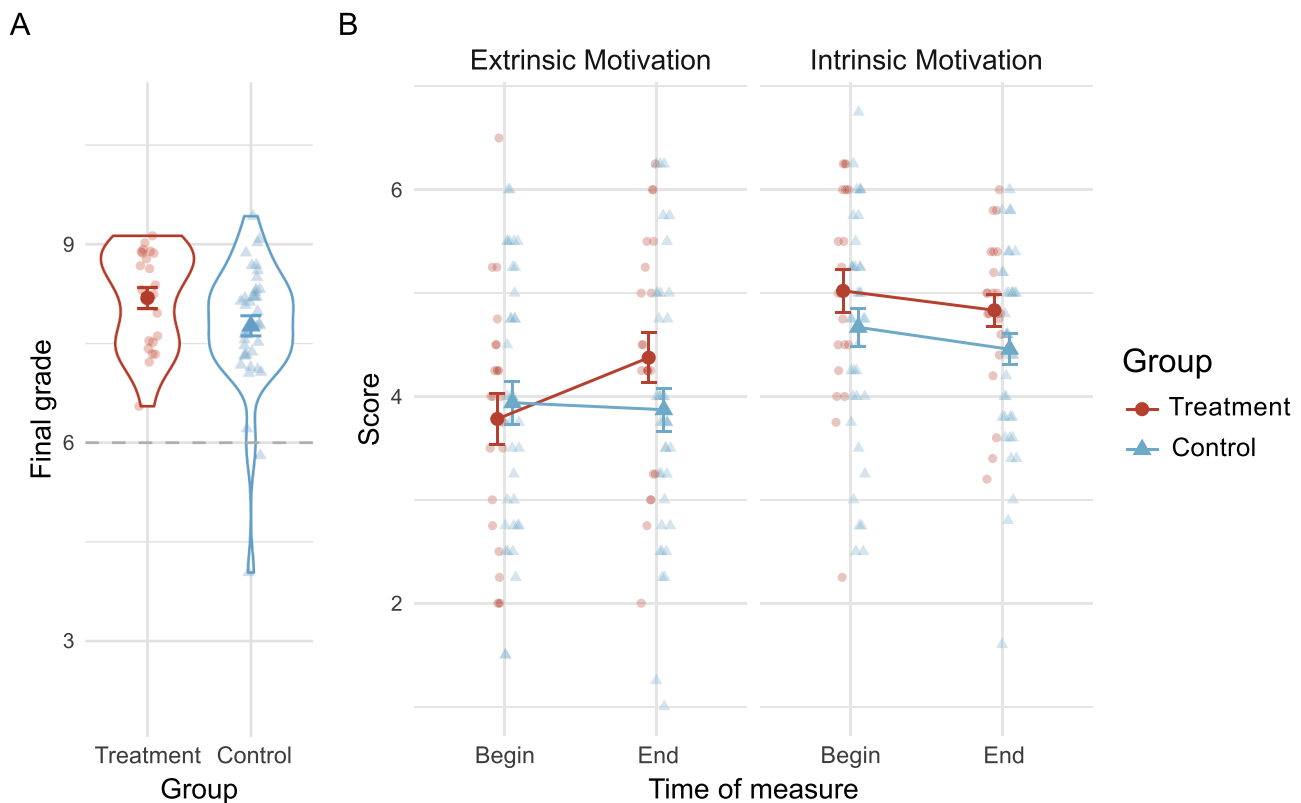 A
Final grade
9
6
3
Treatment
Control
Group
B
Extrinsic Motivation
Intrinsic Motivation
Score
6
4
2
Begin
End
Begin
End
Time of measure
Group
Treatment
Control